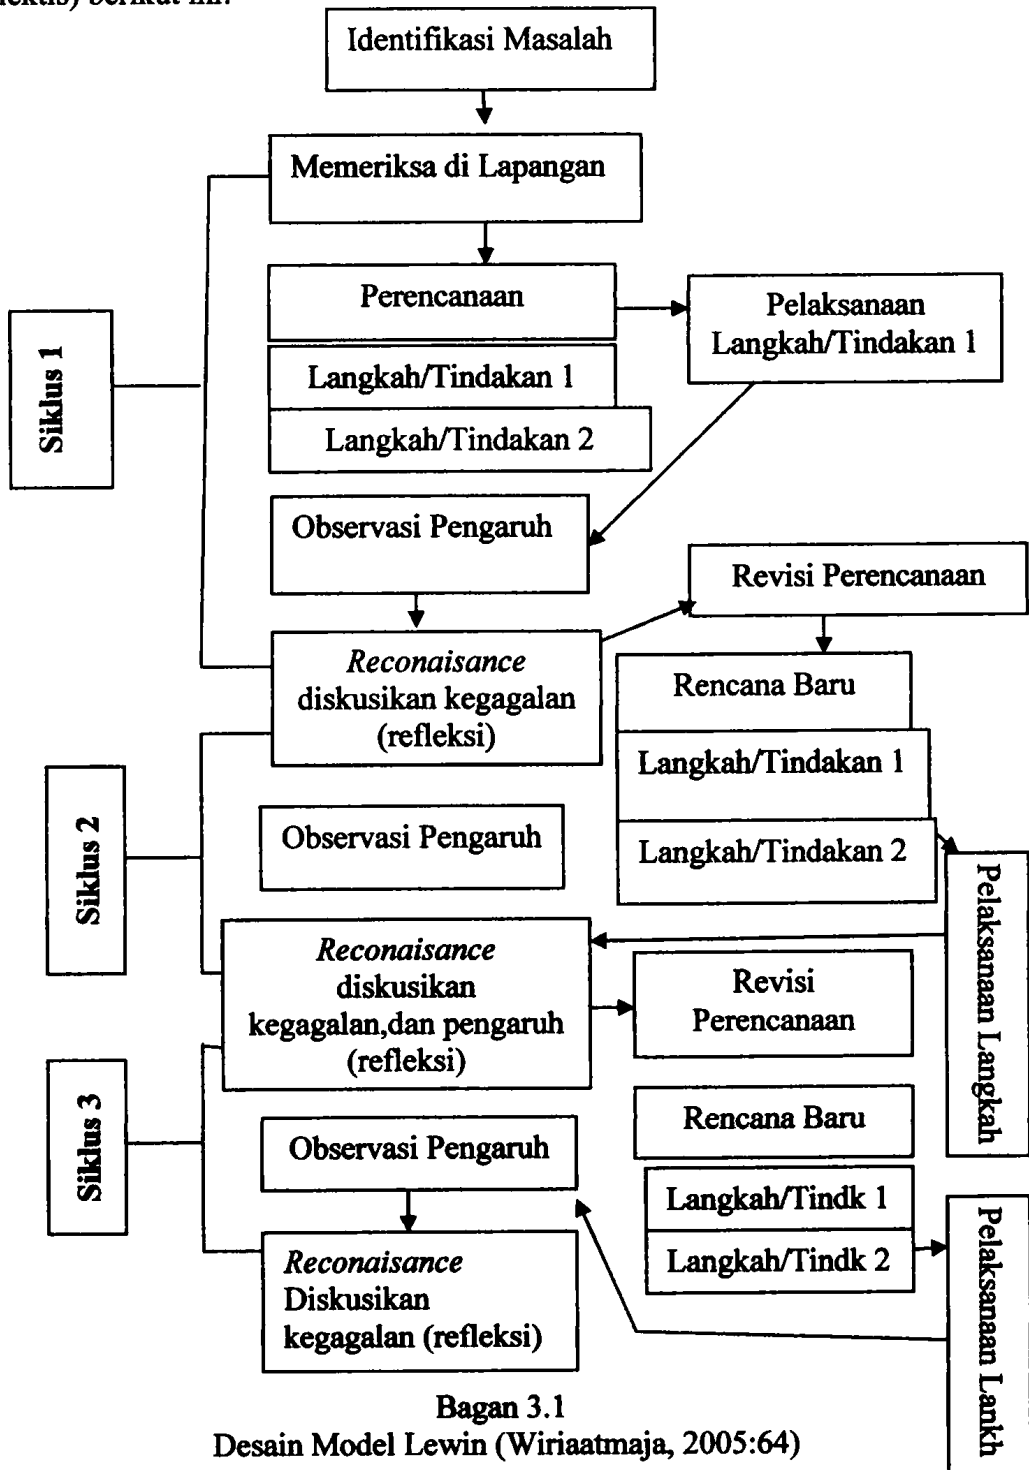 Identifikasi Masalah
Memeriksa di Lapangan
Perencanaan
Langkah/Tindakan 1
Langkah/Tindakan 2
Pelaksanaan
Langkah/Tindakan 1
Siklus 1
Observasi Pengaruh
Reconaisance
diskusikan kegagalan
(refleksi)
Revisi Perencanaan
Rencana Baru
Langkah/Tindakan 1
Langkah/Tindakan 2
Pelaksanaan Langkah
Siklus 2
Observasi Pengaruh
Reconaisance
diskusikan
kegagalan,dan pengaruh
(refleksi)
Revisi
Perencanaan
Rencana Baru
Langkah/Tindk 1
Langkah/Tindk 2
Pelaksanaan Lankh
Siklus 3
Observasi Pengaruh
Reconaisance
Diskusikan
kegagalan (refleksi)
Bagan 3.1
Desain Model Lewin (Wiriaatmaja, 2005:64)